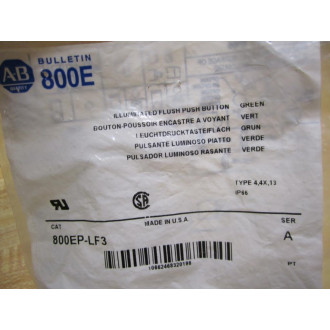 AB
BULLETIN
800E
ILLUMINATED FLUSH PUSH BUTTON GREEN
BOUTON-POUSSOIR ENCASTRE A VOYANT VERT
LEUCHTDRUCKTASTE/FLACH GRUN
PULSANTE LUMINOSO PIATTO VERDE
PULSADOR LUMINOSO RASANTE VERDE
TYPE 4,4X,13
IP66
MADE IN U.S.A.
CAT SER
800EP-LF3 A
PT